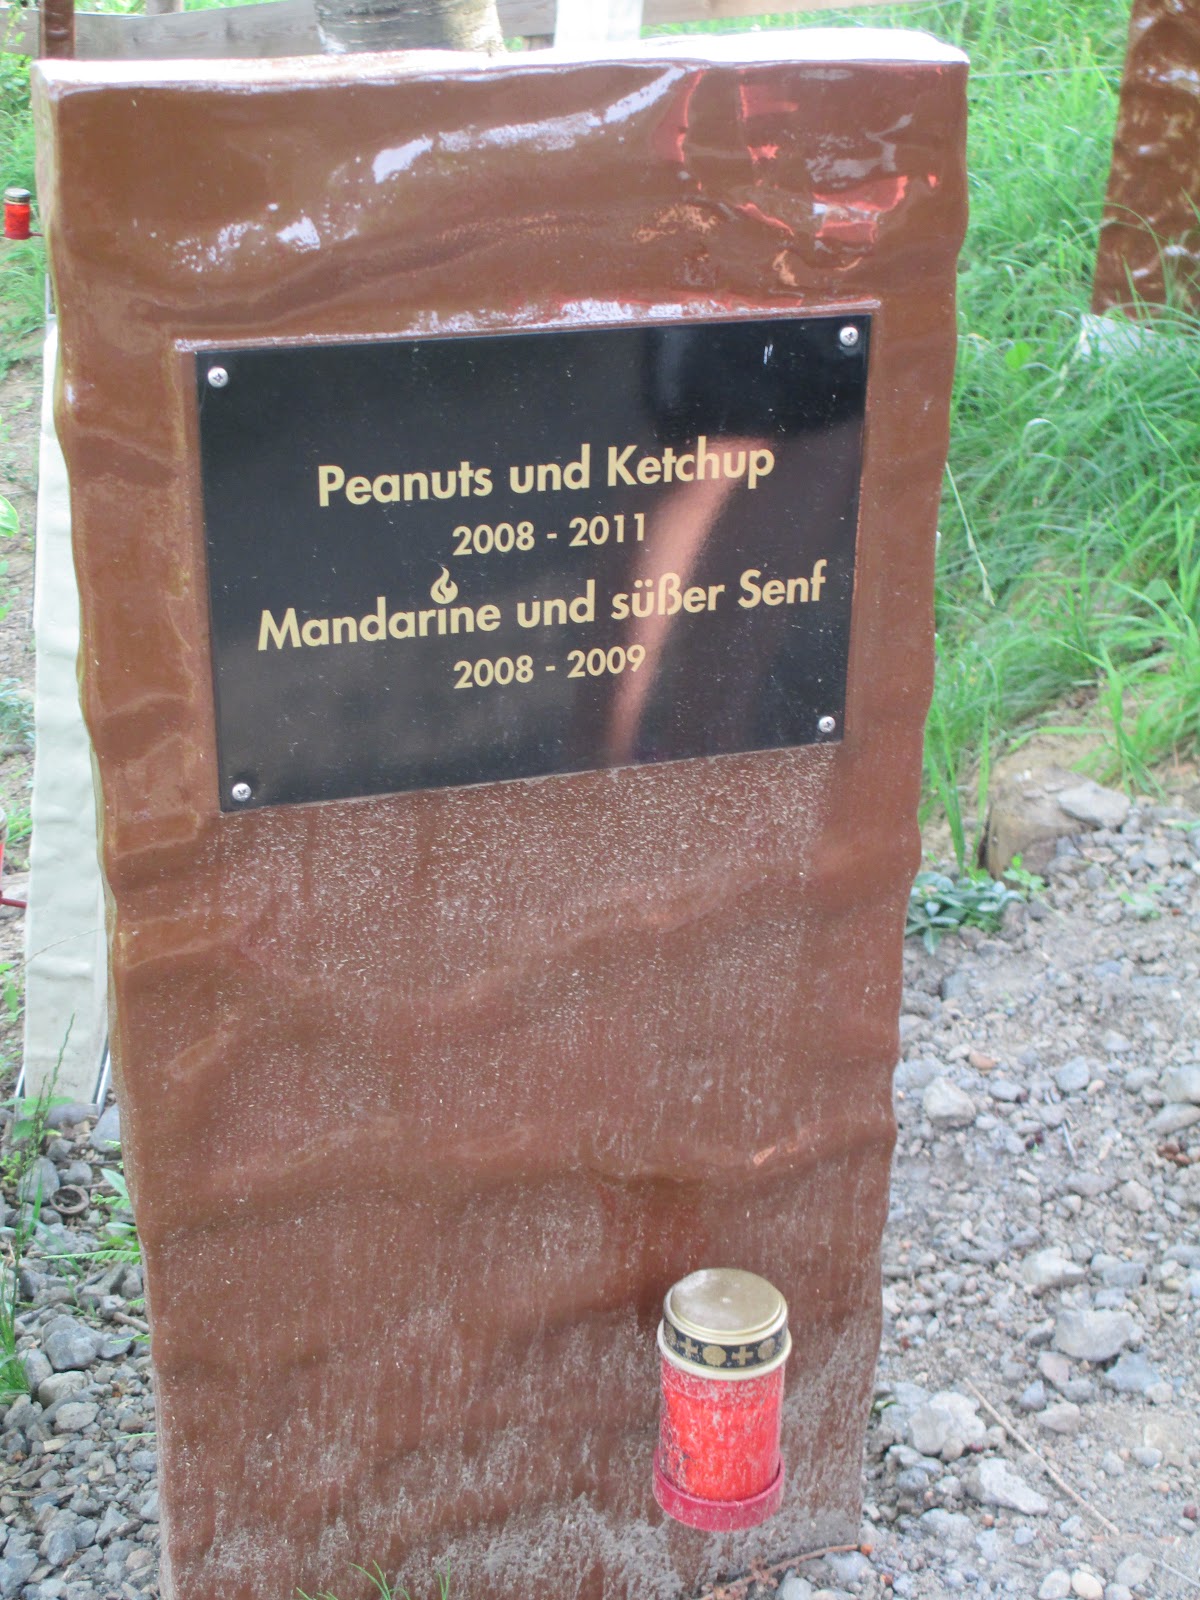 Peanuts und Ketchup
2008 - 2011
Mandarine und süßer Senf
2008 - 2009